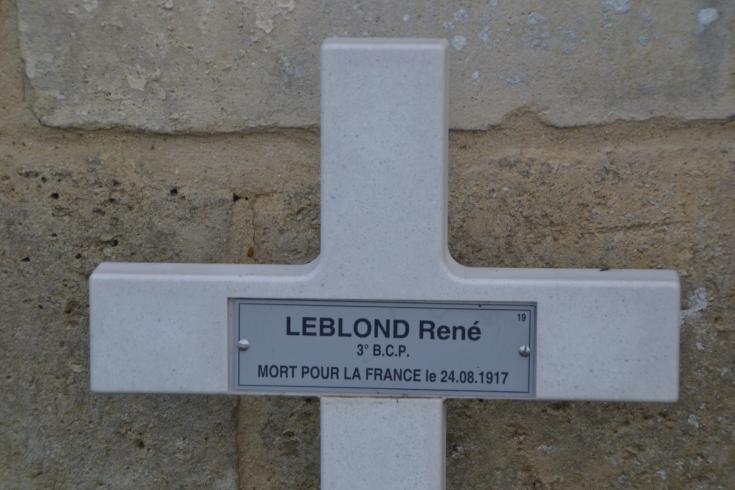 19
LEBLOND René
3° B.C.P.
MORT POUR LA FRANCE le 24.08.1917